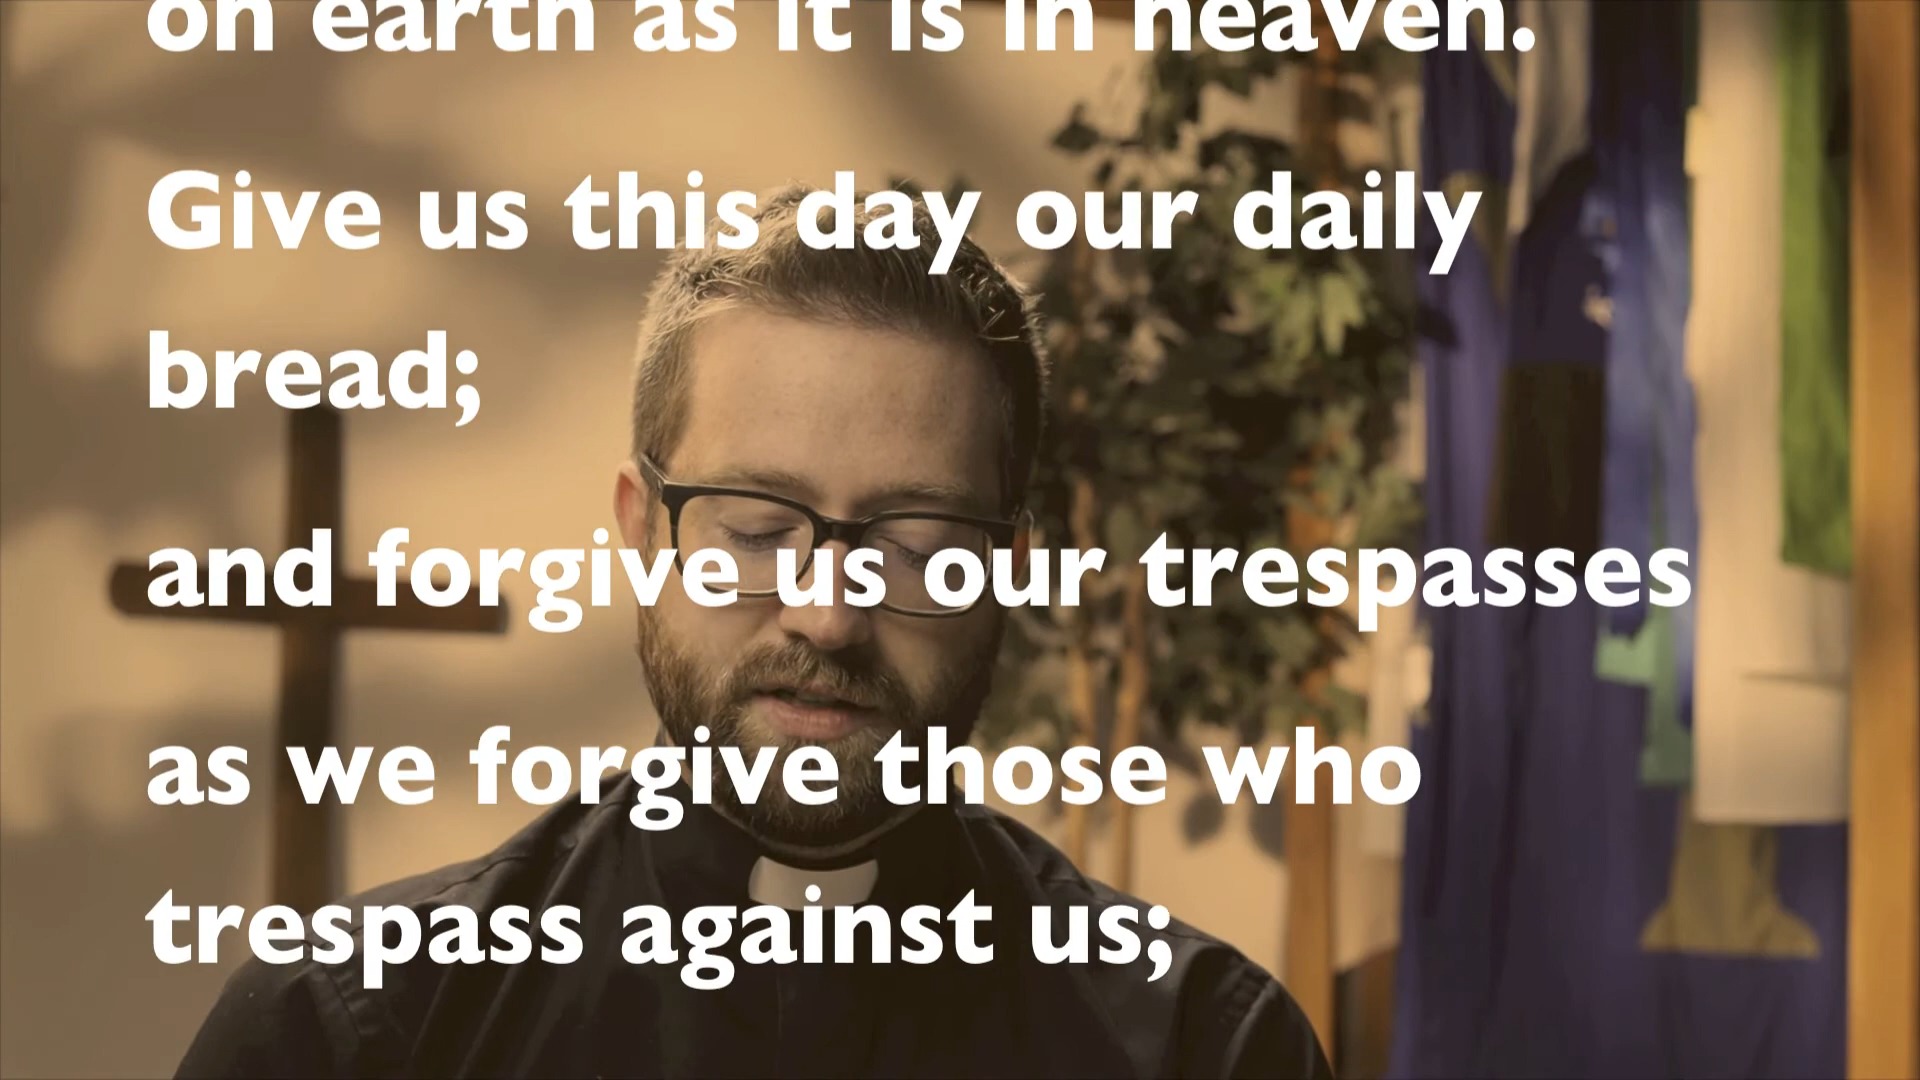 on earth as it is in heaven.
Give us this day our daily
bread;
and forgive us our trespasses
as we forgive those who
trespass against us;